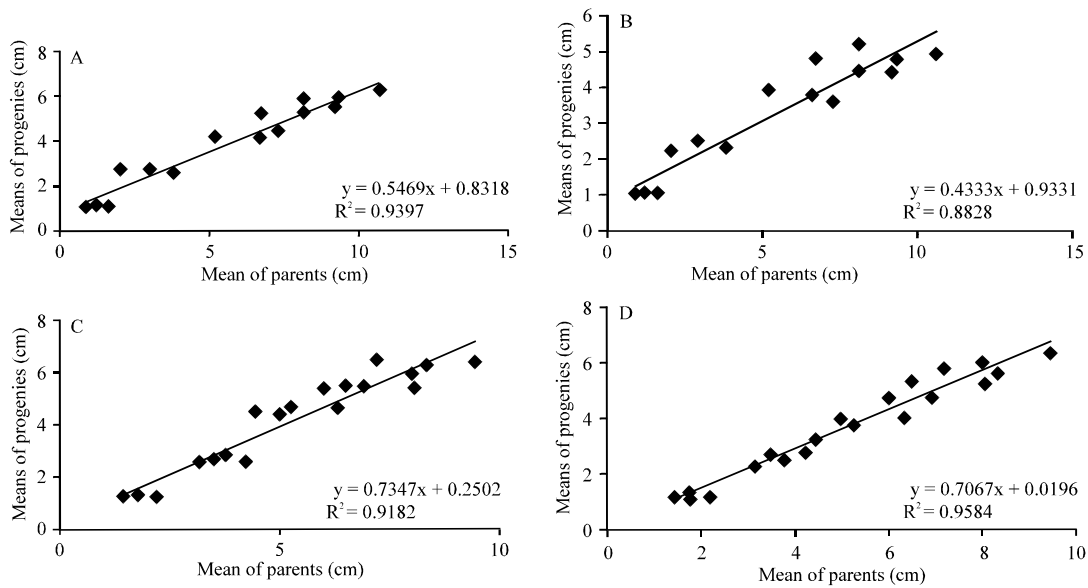 A
Means of progenies (cm)
8
6
4
2
0
y = 0.5469x + 0.8318
R² = 0.9397
0 5 10 15
Mean of parents (cm)
B
Means of progenies (cm)
6
5
4
3
2
1
0
y = 0.4333x + 0.9331
R² = 0.8828
0 5 10 15
Mean of parents (cm)
C
Means of progenies (cm)
8
6
4
2
0
y = 0.7347x + 0.2502
R² = 0.9182
0 5 10
Mean of parents (cm)
D
Means of progenies (cm)
8
6
4
2
0
y = 0.7067x + 0.0196
R² = 0.9584
0 2 4 6 8 10
Mean of parents (cm)